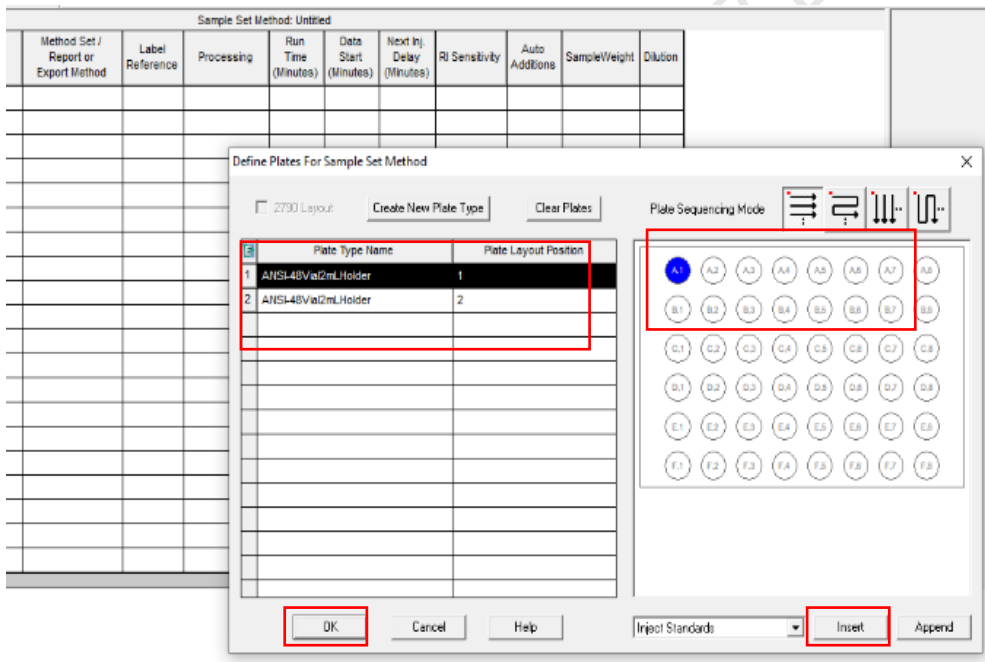 Sample Set Method: Untitled
Method Set / Report or Export Method
Label Reference
Processing
Run Time (Minutes)
Data Start (Minutes)
Next Inj. Delay (Minutes)
RI Sensitivity
Auto Additions
SampleWeight
Dilution
Define Plates For Sample Set Method
2790 Layout
Create New Plate Type
Clear Plates
Plate Sequencing Mode
Plate Type Name Plate Layout Position
1 ANSI-48Vial2mLHolder 1
2 ANSI-48Vial2mLHolder 2
A,1 A,2 A,3 A,4 A,5 A,6 A,7 A,8
B,1 B,2 B,3 B,4 B,5 B,6 B,7 B,8
C,1 C,2 C,3 C,4 C,5 C,6 C,7 C,8
D,1 D,2 D,3 D,4 D,5 D,6 D,7 D,8
E,1 E,2 E,3 E,4 E,5 E,6 E,7 E,8
F,1 F,2 F,3 F,4 F,5 F,6 F,7 F,8
OK
Cancel
Help
Inject Standards
Insert
Append